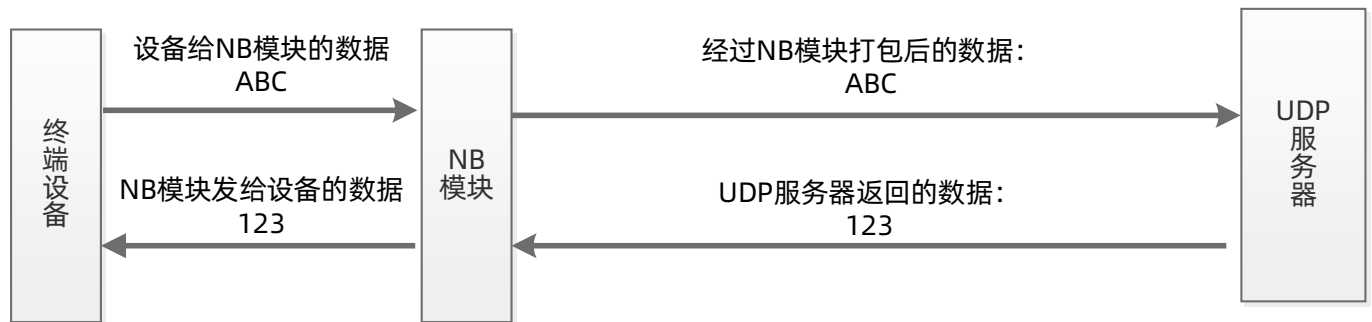 设备给NB模块的数据
ABC
经过NB模块打包后的数据：
ABC
终端设备
NB
模块
UDP
服务器
NB模块发给设备的数据
123
UDP服务器返回的数据：
123